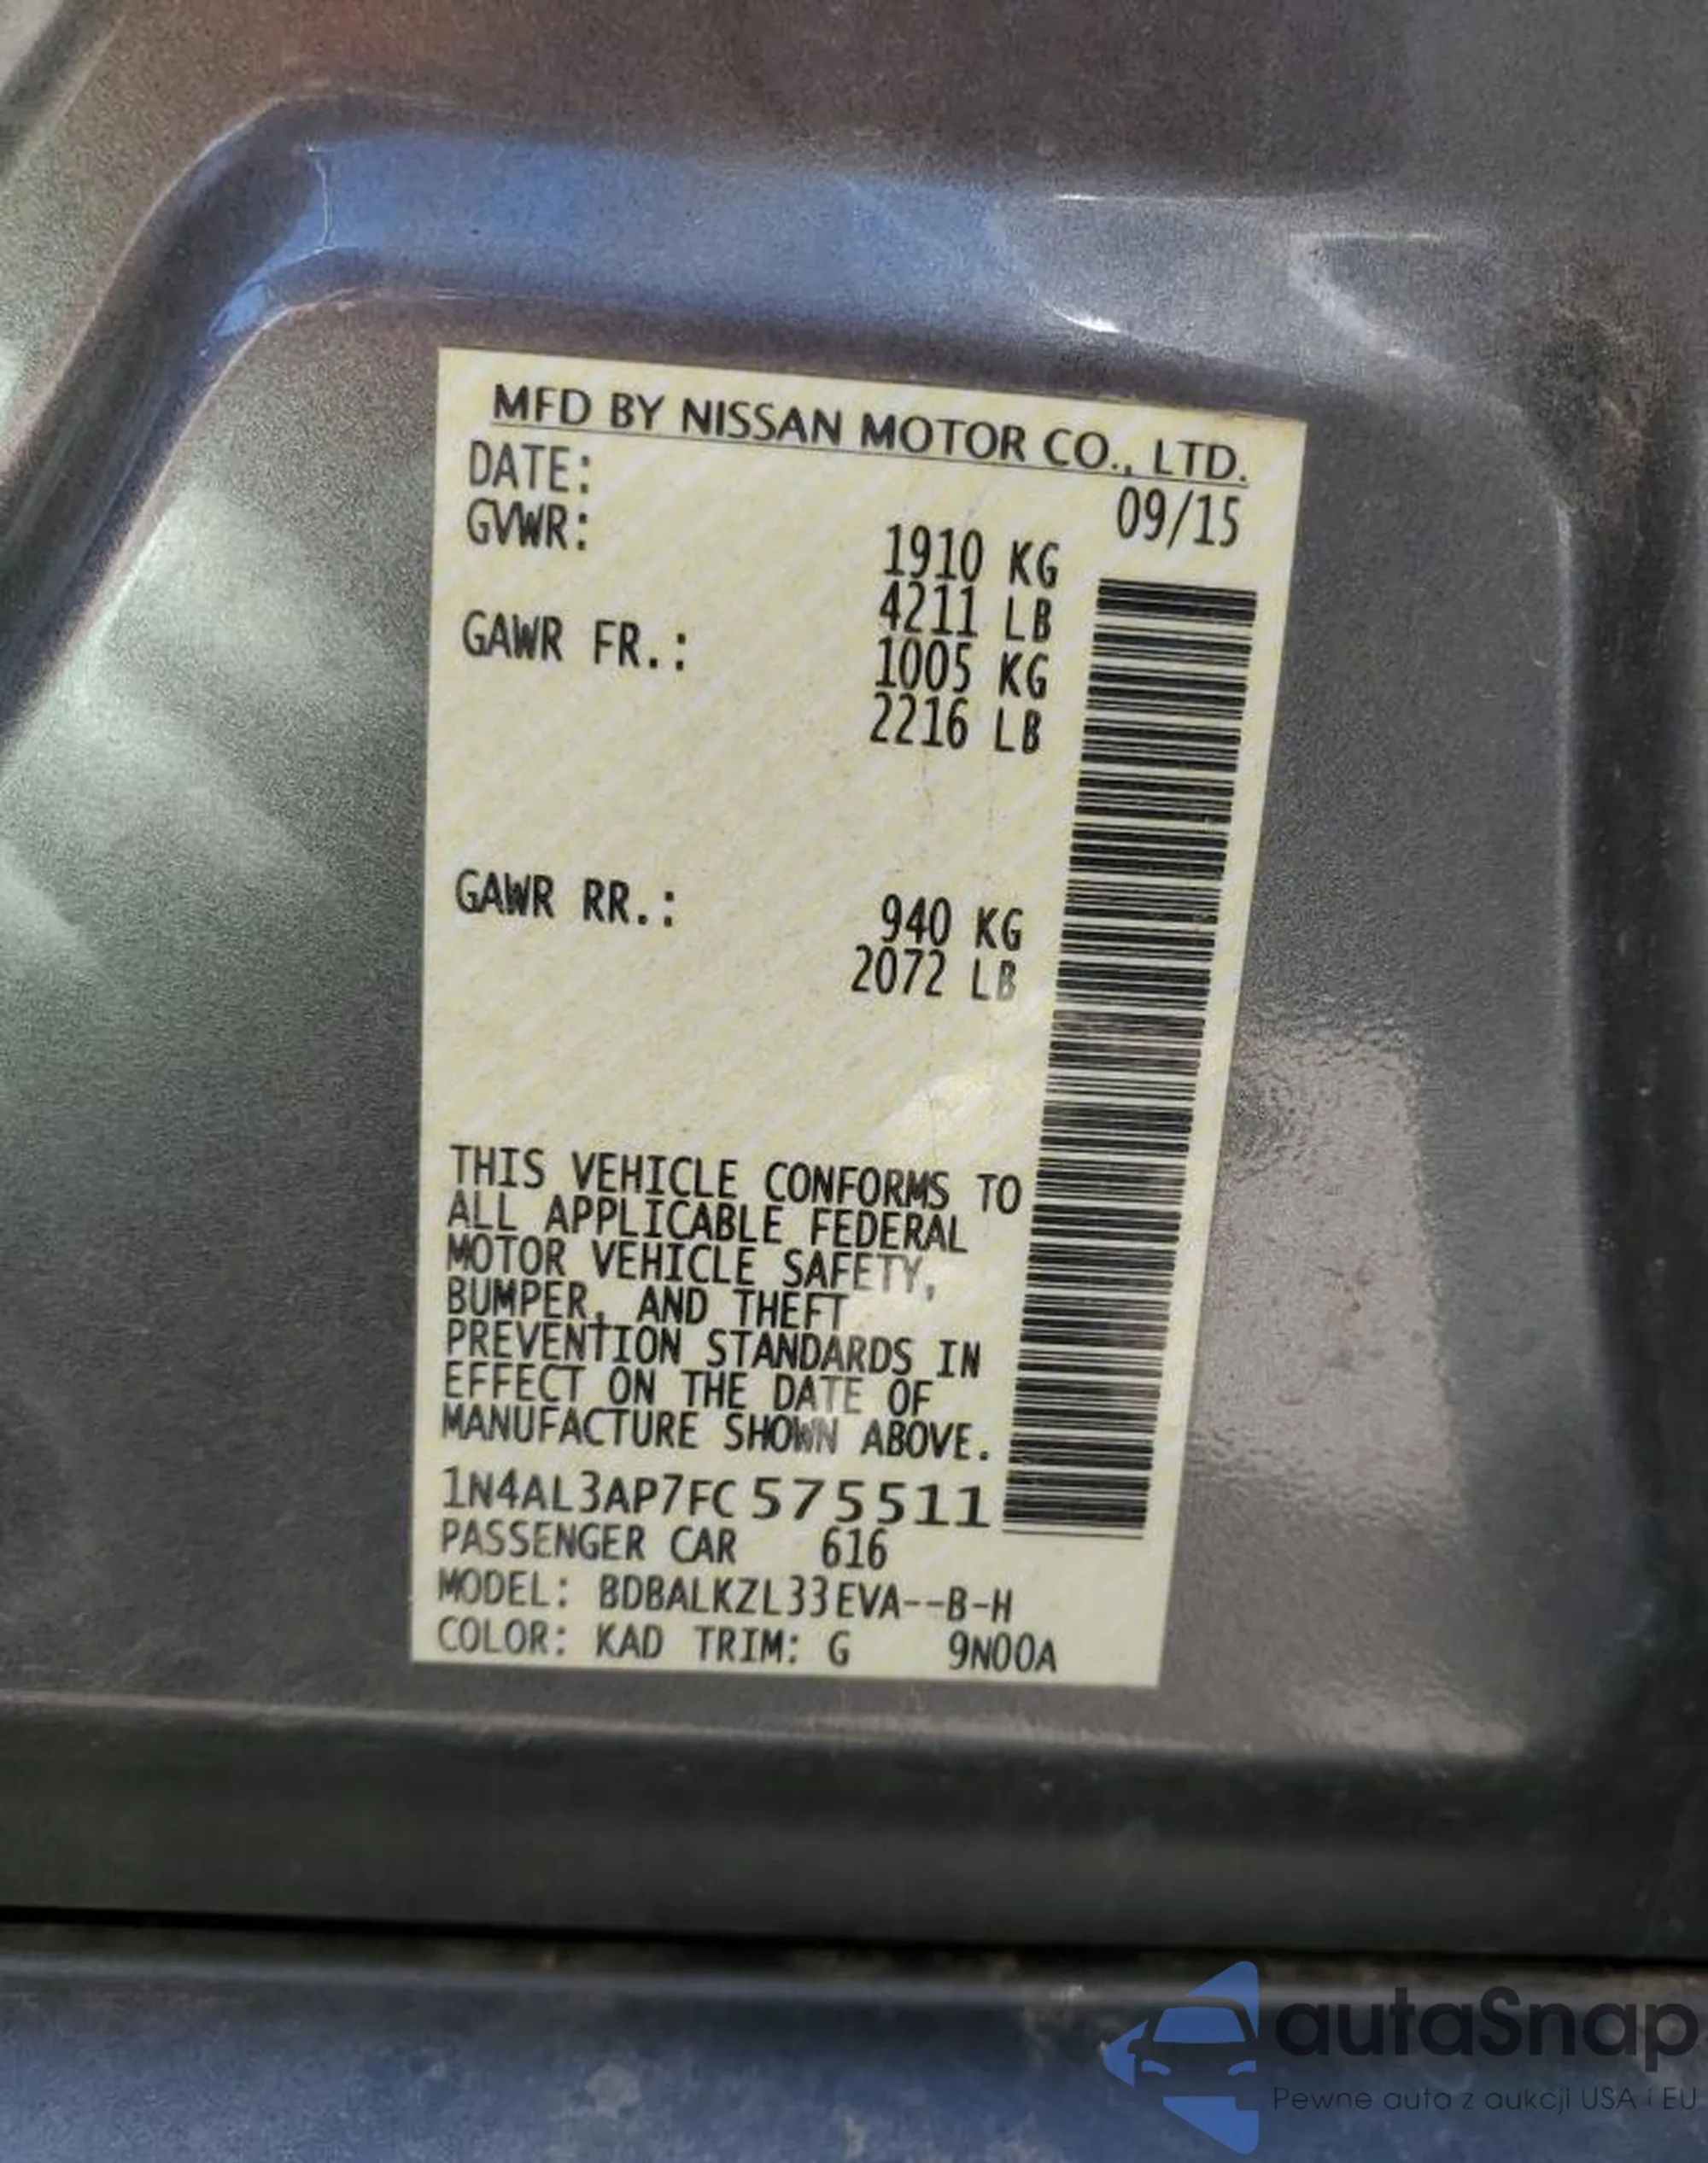 MFD BY NISSAN MOTOR CO., LTD.
DATE: 09/15
GVWR: 1910 KG
4211 LB
GAWR FR.: 1005 KG
2216 LB
GAWR RR.: 940 KG
2072 LB
THIS VEHICLE CONFORMS TO
ALL APPLICABLE FEDERAL
MOTOR VEHICLE SAFETY,
BUMPER, AND THEFT
PREVENTION STANDARDS IN
EFFECT ON THE DATE OF
MANUFACTURE SHOWN ABOVE.
1N4AL3AP7FC575511
PASSENGER CAR 616
MODEL: BDBALKZL33EVA--B-H
COLOR: KAD TRIM: G 9N00A
autaSnap
Pewne auta z aukcji USA i EU